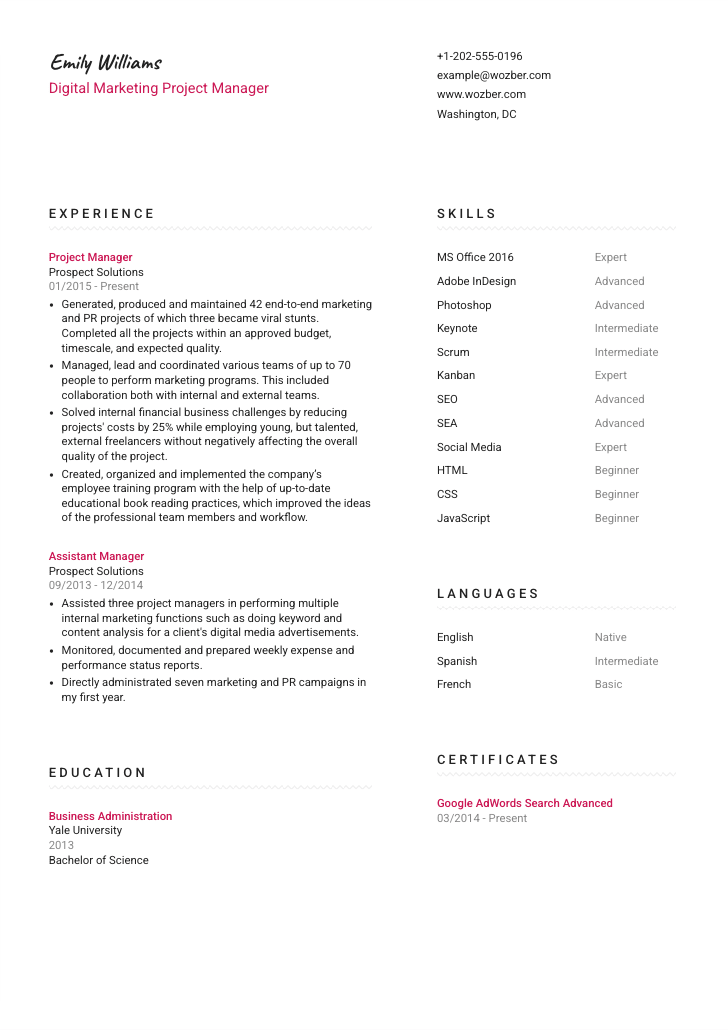 Emily Williams
Digital Marketing Project Manager
+1-202-555-0196
example@wozber.com
www.wozber.com
Washington, DC
EXPERIENCE
Project Manager
Prospect Solutions
01/2015 - Present
• Generated, produced and maintained 42 end-to-end marketing
and PR projects of which three became viral stunts.
Completed all the projects within an approved budget,
timescale, and expected quality.
• Managed, lead and coordinated various teams of up to 70
people to perform marketing programs. This included
collaboration both with internal and external teams.
• Solved internal financial business challenges by reducing
projects' costs by 25% while employing young, but talented,
external freelancers without negatively affecting the overall
quality of the project.
• Created, organized and implemented the company's
employee training program with the help of up-to-date
educational book reading practices, which improved the ideas
of the professional team members and workflow.
Assistant Manager
Prospect Solutions
09/2013 - 12/2014
• Assisted three project managers in performing multiple
internal marketing functions such as doing keyword and
content analysis for a client's digital media advertisements.
• Monitored, documented and prepared weekly expense and
performance status reports.
• Directly administrated seven marketing and PR campaigns in
my first year.
EDUCATION
Business Administration
Yale University
2013
Bachelor of Science
SKILLS
MS Office 2016 Expert
Adobe InDesign Advanced
Photoshop Advanced
Keynote Intermediate
Scrum Intermediate
Kanban Expert
SEO Advanced
SEA Advanced
Social Media Expert
HTML Beginner
CSS Beginner
JavaScript Beginner
LANGUAGES
English Native
Spanish Intermediate
French Basic
CERTIFICATES
Google AdWords Search Advanced
03/2014 - Present